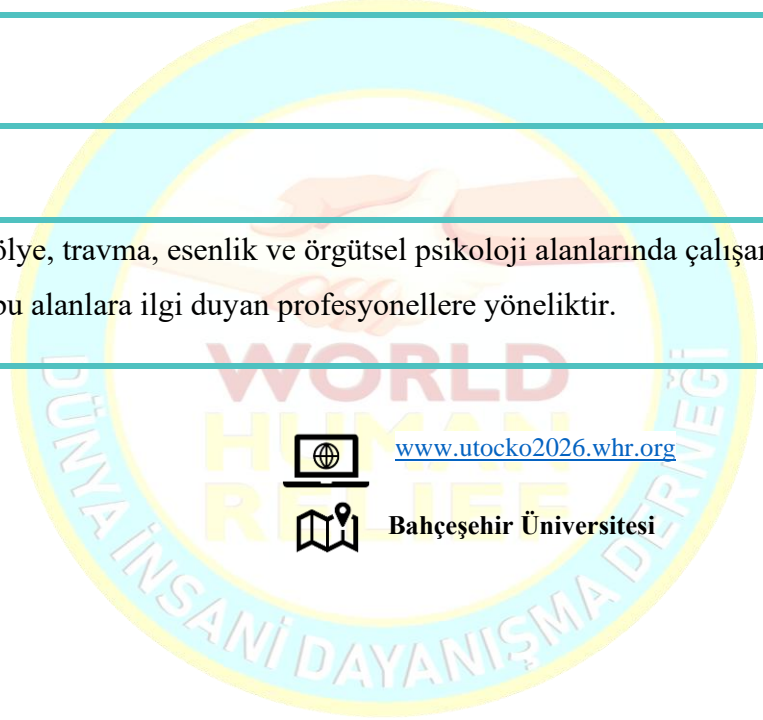 ölye, travma, esenlik ve örgütsel psikoloji alanlarında çalışan
bu alanlara ilgi duyan profesyonellere yöneliktir.
WORLD
HUMAN
RELIEF
DÜNYA İNSANİ DAYANIŞMA DERNEĞİ
www.utocko2026.whr.org
Bahçeşehir Üniversitesi